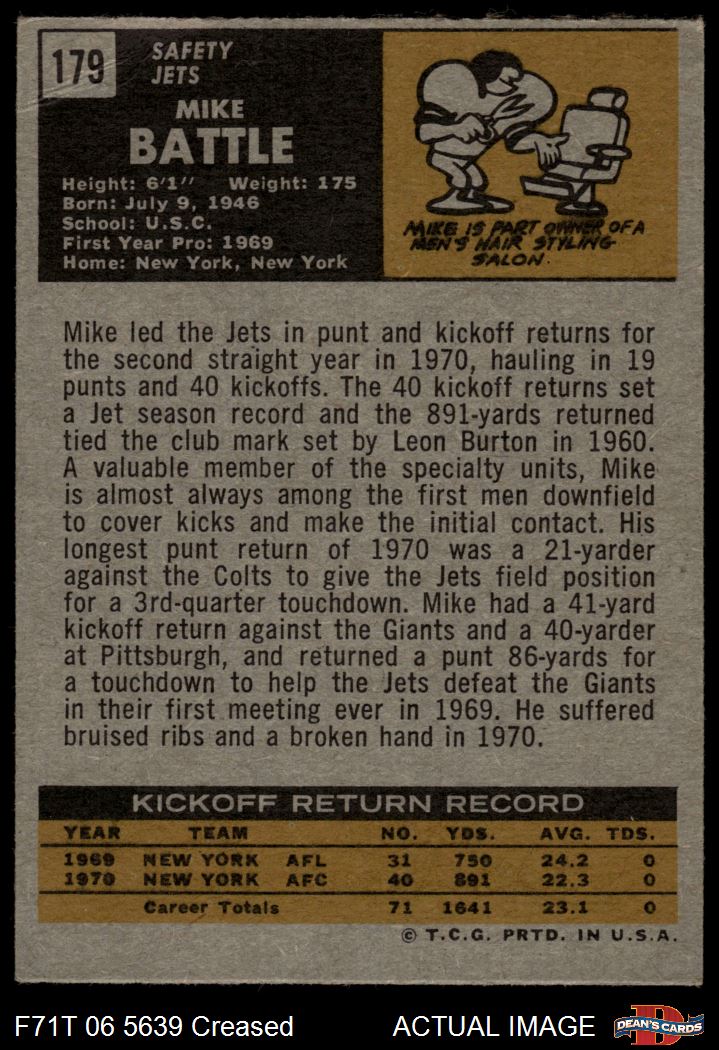 179
SAFETY
JETS
MIKE
BATTLE
Height: 6'1" Weight: 175
Born: July 9, 1946
School: U.S.C.
First Year Pro: 1969
Home: New York, New York
MIKE IS PART OWNER OF A
MEN'S HAIR STYLING
SALON.
Mike led the Jets in punt and kickoff returns for
the second straight year in 1970, hauling in 19
punts and 40 kickoffs. The 40 kickoff returns set
a Jet season record and the 891-yards returned
tied the club mark set by Leon Burton in 1960.
A valuable member of the specialty units, Mike
is almost always among the first men downfield
to cover kicks and make the initial contact. His
longest punt return of 1970 was a 21-yarder
against the Colts to give the Jets field position
for a 3rd-quarter touchdown. Mike had a 41-yard
kickoff return against the Giants and a 40-yarder
at Pittsburgh, and returned a punt 86-yards for
a touchdown to help the Jets defeat the Giants
in their first meeting ever in 1969. He suffered
bruised ribs and a broken hand in 1970.
KICKOFF RETURN RECORD
YEAR TEAM NO. YDS. AVG. TDS.
1969 NEW YORK AFL 31 750 24.2 0
1970 NEW YORK AFC 40 891 22.3 0
Career Totals 71 1641 23.1 0
© T.C.G. PRTD. IN U.S.A.
F71T 06 5639 Creased ACTUAL IMAGE DEAN'S CARDS